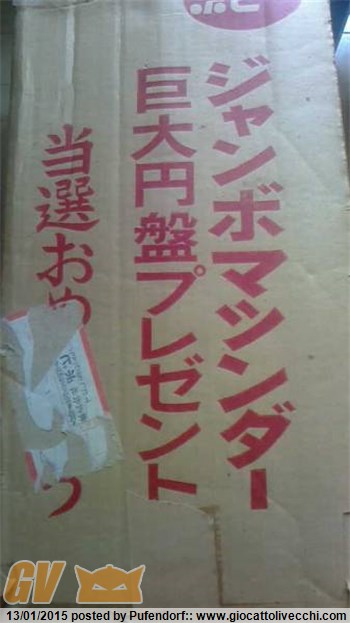 ジャンボマシンダー
巨大円盤プレゼント
当選おめ
う
GV
13/01/2015 posted by Pufendorf:: www.giocattolivecchi.com